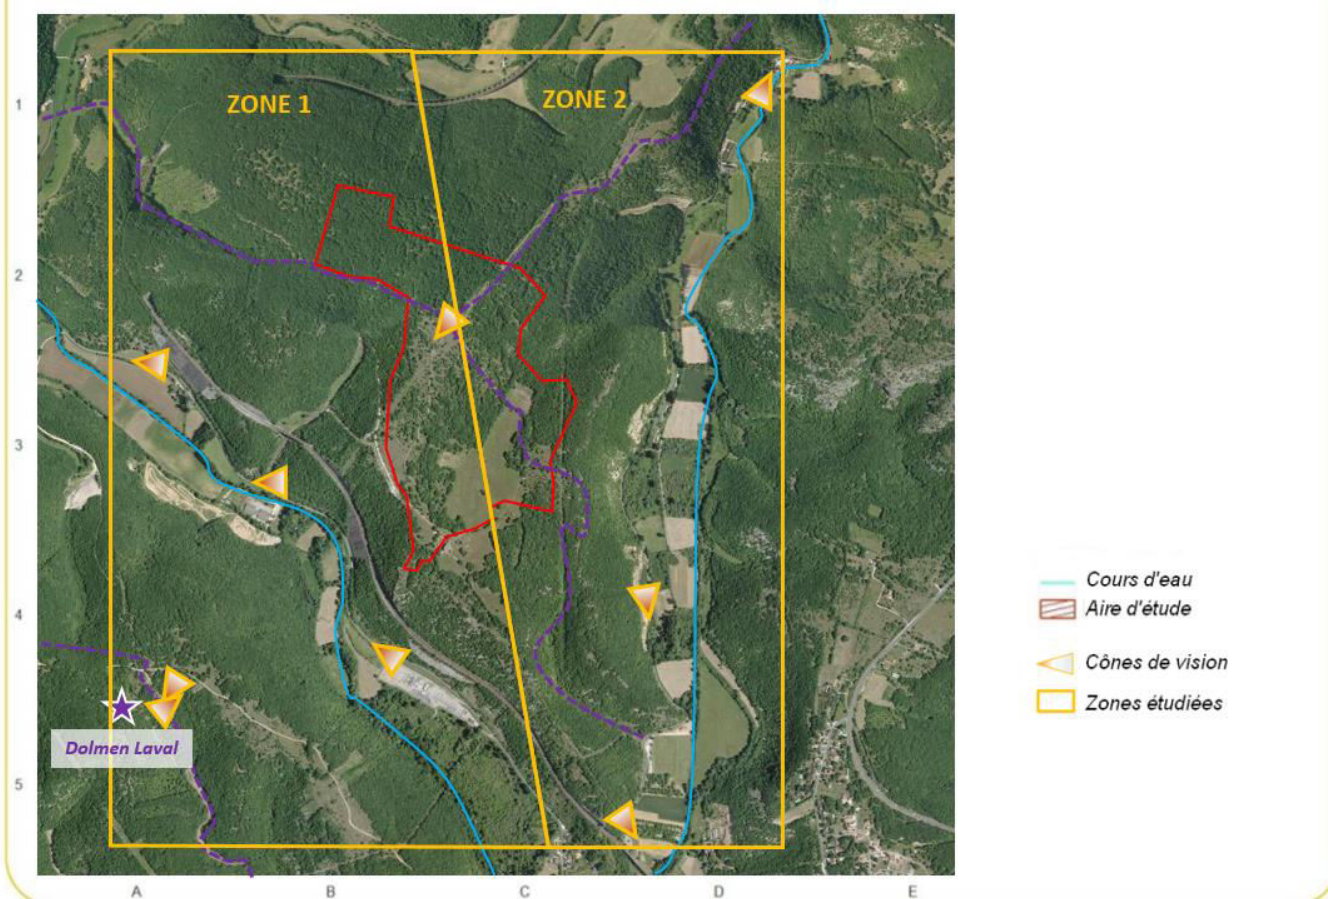 ZONE 1
ZONE 2
1
2
3
4
5
Dolmen Laval
A
B
C
D
E
Cours d'eau
Aire d'étude
Cônes de vision
Zones étudiées